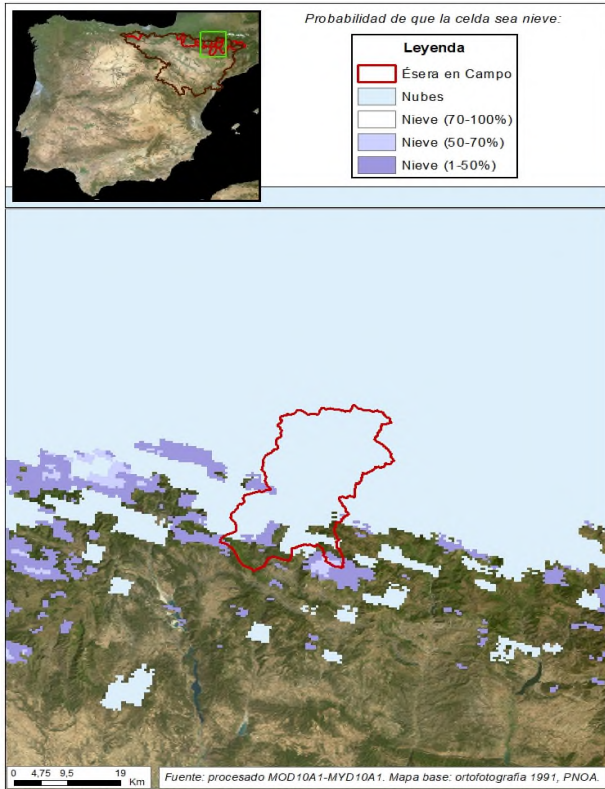 Probabilidad de que la celda sea nieve:
Leyenda
Ésera en Campo
Nubes
Nieve (70-100%)
Nieve (50-70%)
Nieve (1-50%)
0 4,75 9,5 19
Km
Fuente: procesado MOD10A1-MYD10A1. Mapa base: ortofotografía 1991, PNOA.